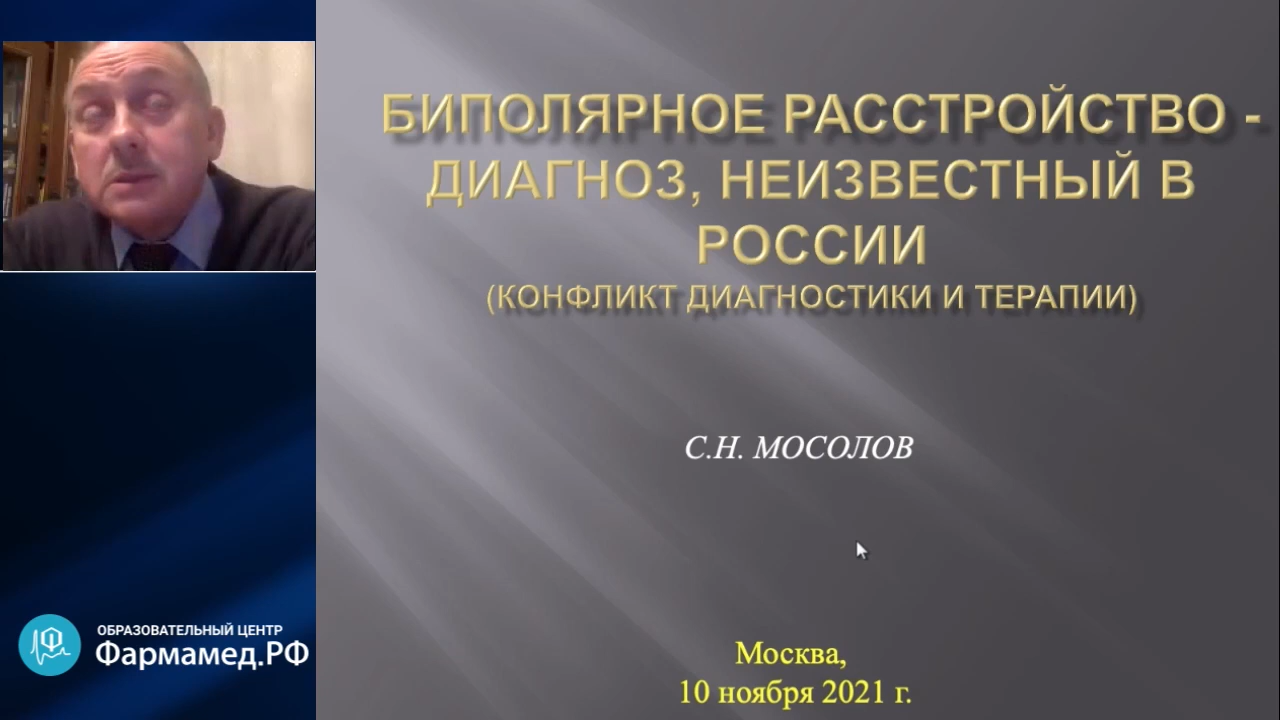 БИПОЛЯРНОЕ РАССТРОЙСТВО -
ДИАГНОЗ, НЕИЗВЕСТНЫЙ В
РОССИИ
(КОНФЛИКТ ДИАГНОСТИКИ И ТЕРАПИИ)
С.Н. МОСОЛОВ
Москва,
10 ноября 2021 г.
ОБРАЗОВАТЕЛЬНЫЙ ЦЕНТР
Фармамед.РФ